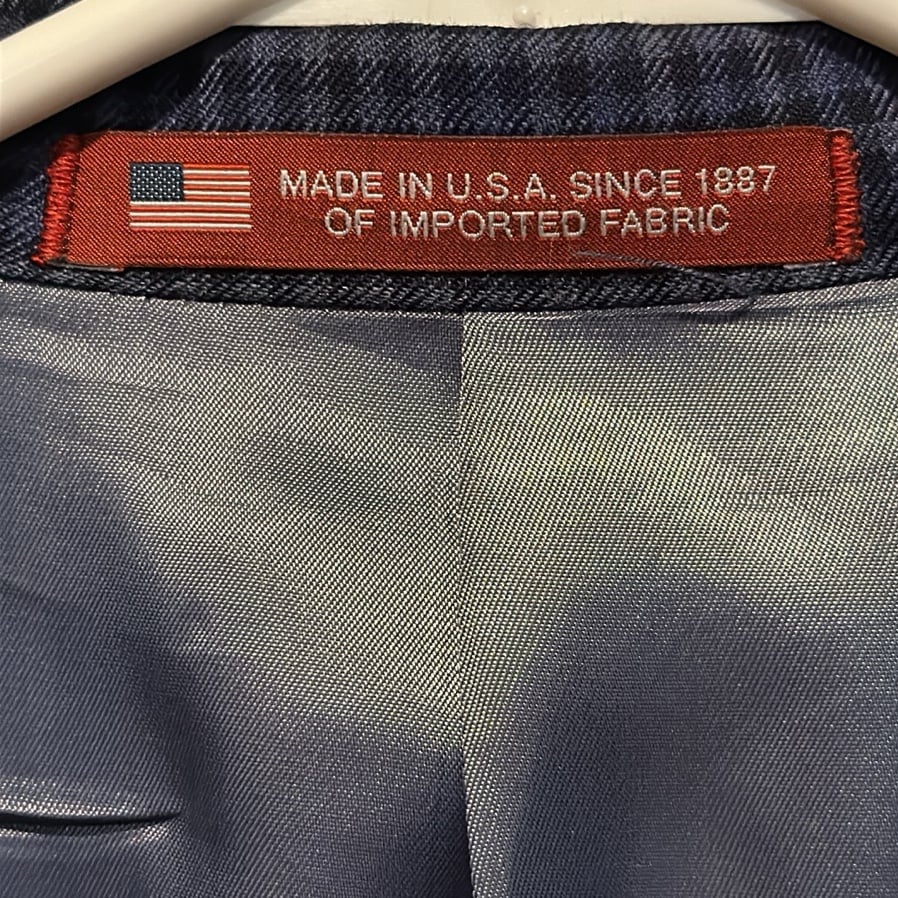 MADE IN U.S.A. SINCE 1887
OF IMPORTED FABRIC